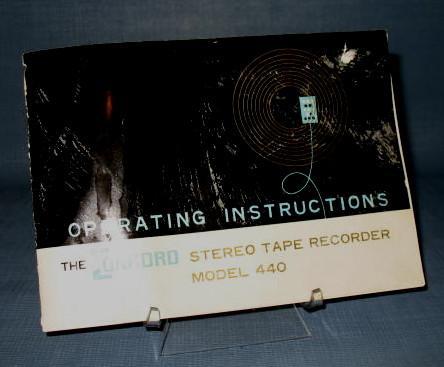 OPERATING INSTRUCTIONS
THE CONCORD STEREO TAPE RECORDER
MODEL 440